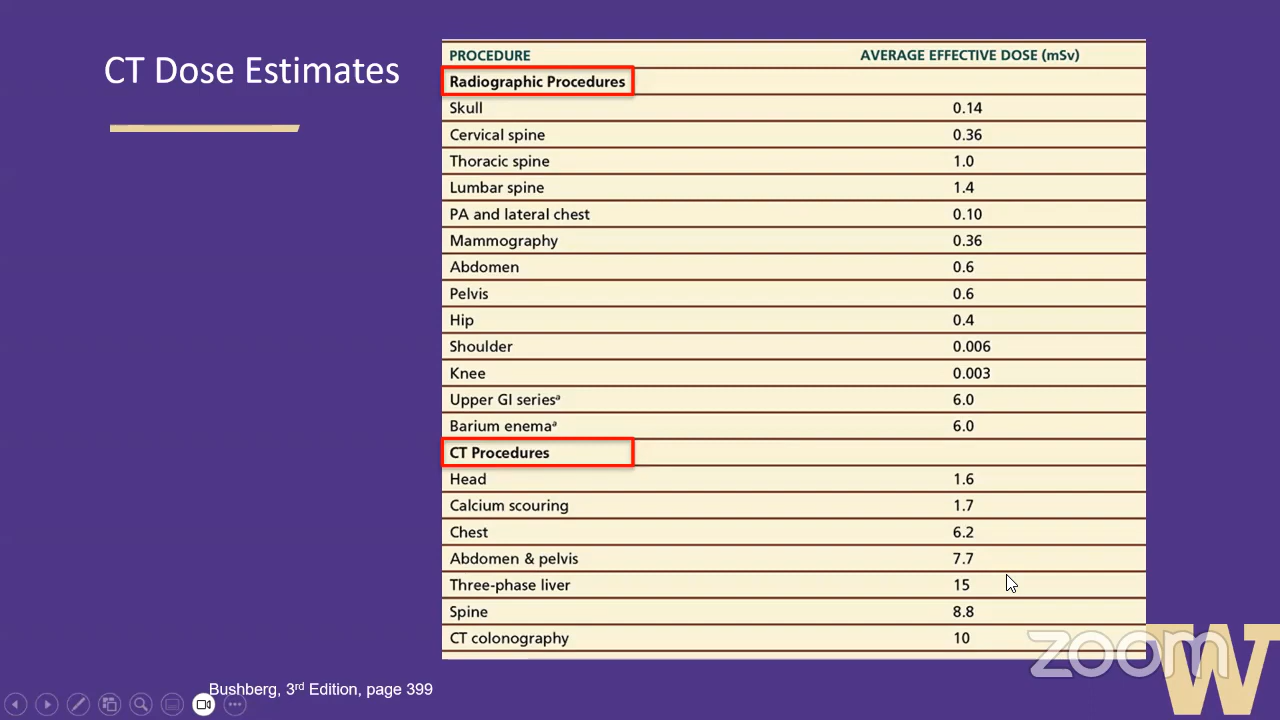 CT Dose Estimates
PROCEDURE AVERAGE EFFECTIVE DOSE (mSv)
Radiographic Procedures
Skull 0.14
Cervical spine 0.36
Thoracic spine 1.0
Lumbar spine 1.4
PA and lateral chest 0.10
Mammography 0.36
Abdomen 0.6
Pelvis 0.6
Hip 0.4
Shoulder 0.006
Knee 0.003
Upper GI seriesᵃ 6.0
Barium enemaᵃ 6.0
CT Procedures
Head 1.6
Calcium scouring 1.7
Chest 6.2
Abdomen & pelvis 7.7
Three-phase liver 15
Spine 8.8
CT colonography 10
zoom
W
Bushberg, 3rd Edition, page 399